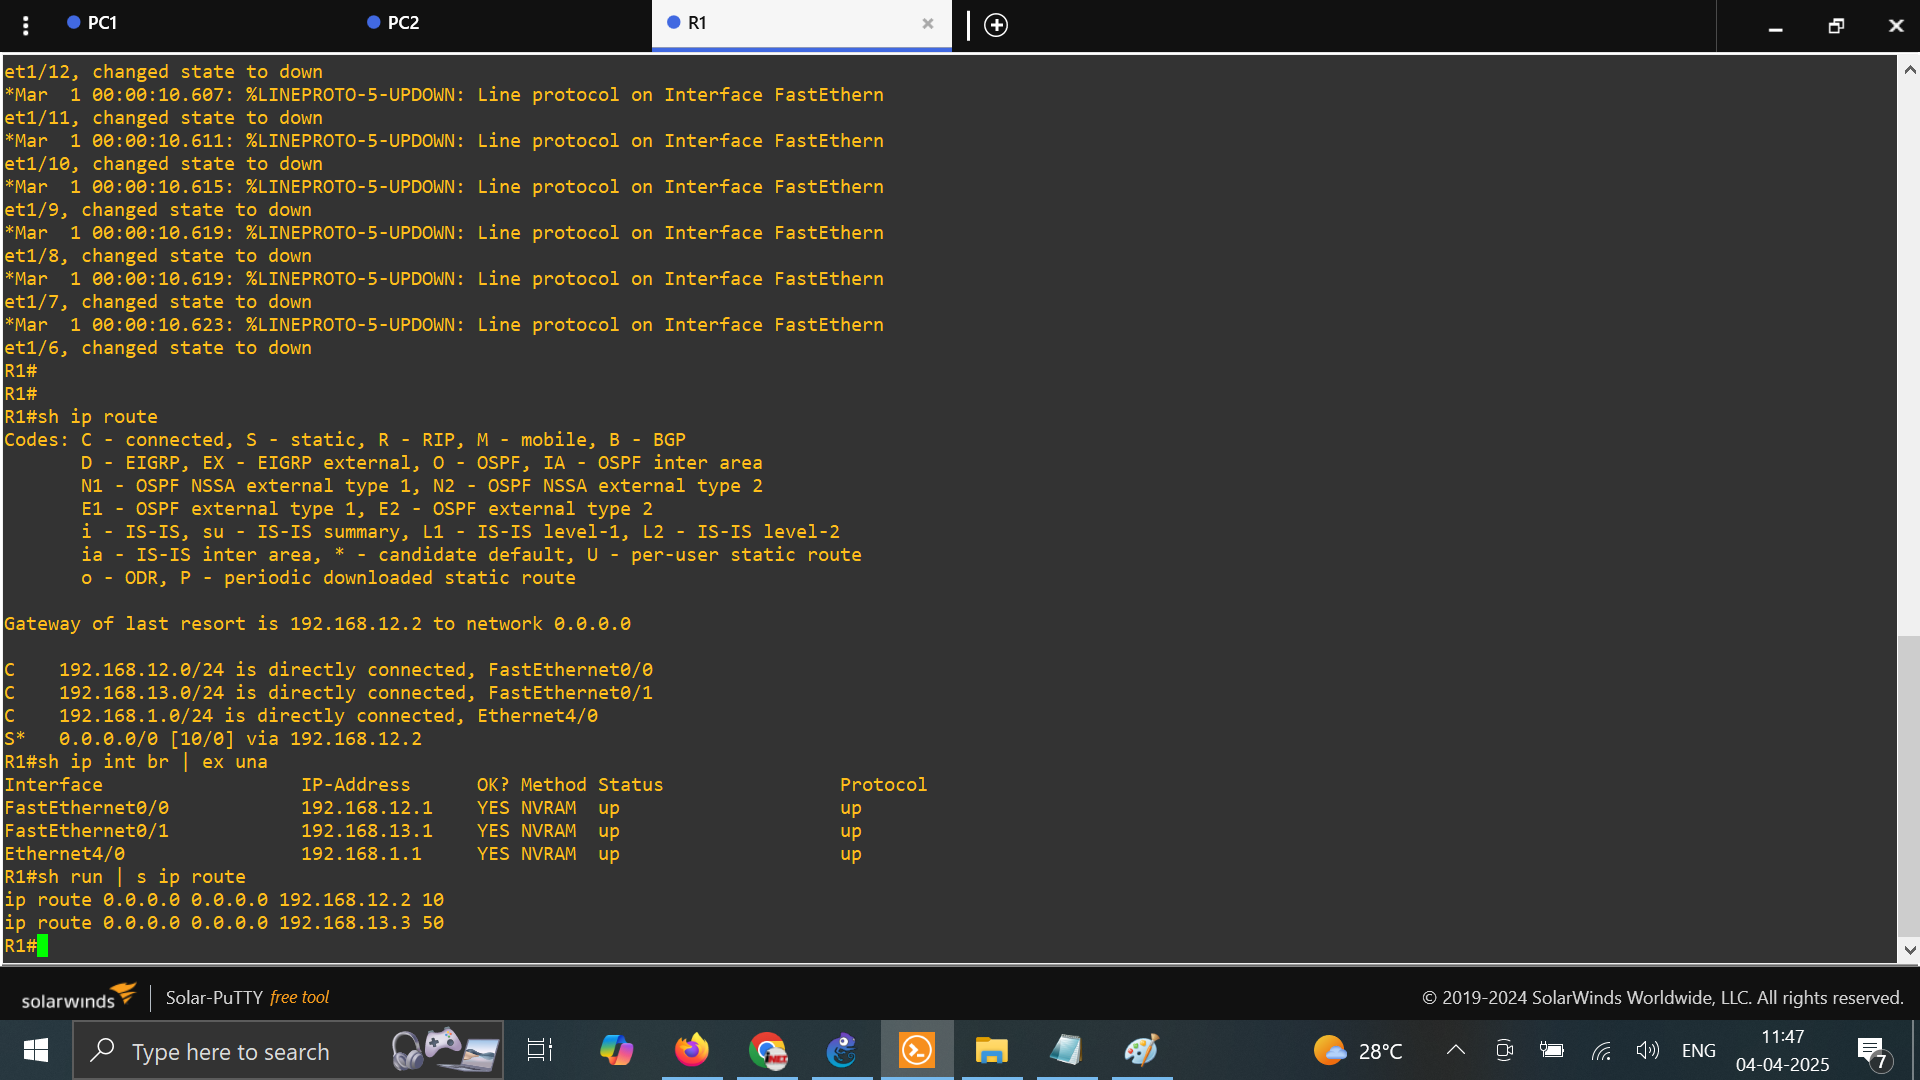 PC1 PC2 R1
et1/12, changed state to down
*Mar  1 00:00:10.607: %LINEPROTO-5-UPDOWN: Line protocol on Interface FastEthern
et1/11, changed state to down
*Mar  1 00:00:10.611: %LINEPROTO-5-UPDOWN: Line protocol on Interface FastEthern
et1/10, changed state to down
*Mar  1 00:00:10.615: %LINEPROTO-5-UPDOWN: Line protocol on Interface FastEthern
et1/9, changed state to down
*Mar  1 00:00:10.619: %LINEPROTO-5-UPDOWN: Line protocol on Interface FastEthern
et1/8, changed state to down
*Mar  1 00:00:10.619: %LINEPROTO-5-UPDOWN: Line protocol on Interface FastEthern
et1/7, changed state to down
*Mar  1 00:00:10.623: %LINEPROTO-5-UPDOWN: Line protocol on Interface FastEthern
et1/6, changed state to down
R1#
R1#
R1#sh ip route
Codes: C - connected, S - static, R - RIP, M - mobile, B - BGP
       D - EIGRP, EX - EIGRP external, O - OSPF, IA - OSPF inter area
       N1 - OSPF NSSA external type 1, N2 - OSPF NSSA external type 2
       E1 - OSPF external type 1, E2 - OSPF external type 2
       i - IS-IS, su - IS-IS summary, L1 - IS-IS level-1, L2 - IS-IS level-2
       ia - IS-IS inter area, * - candidate default, U - per-user static route
       o - ODR, P - periodic downloaded static route
Gateway of last resort is 192.168.12.2 to network 0.0.0.0
C    192.168.12.0/24 is directly connected, FastEthernet0/0
C    192.168.13.0/24 is directly connected, FastEthernet0/1
C    192.168.1.0/24 is directly connected, Ethernet4/0
S*   0.0.0.0/0 [10/0] via 192.168.12.2
R1#sh ip int br | ex una
Interface                  IP-Address      OK? Method Status                Protocol
FastEthernet0/0            192.168.12.1    YES NVRAM  up                    up
FastEthernet0/1            192.168.13.1    YES NVRAM  up                    up
Ethernet4/0                192.168.1.1     YES NVRAM  up                    up
R1#sh run | s ip route
ip route 0.0.0.0 0.0.0.0 192.168.12.2 10
ip route 0.0.0.0 0.0.0.0 192.168.13.3 50
R1#
solarwinds Solar-PuTTY free tool © 2019-2024 SolarWinds Worldwide, LLC. All rights reserved.
Type here to search 28°C ENG 11:47
04-04-2025 7